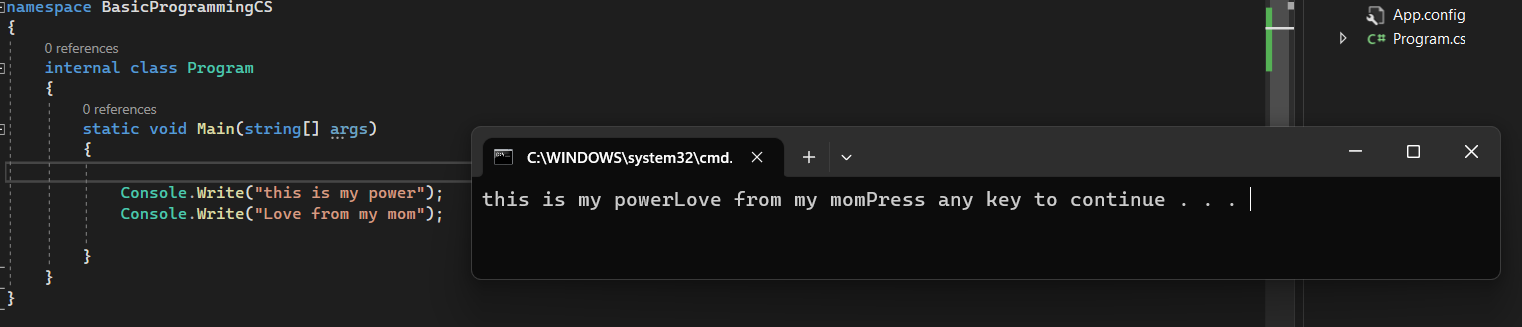 namespace BasicProgrammingCS
{
0 references
internal class Program
{
0 references
static void Main(string[] args)
{
Console.Write("this is my power");
Console.Write("Love from my mom");
}
}
}
C:\WINDOWS\system32\cmd.
this is my powerLove from my momPress any key to continue . . .
App.config
C# Program.cs